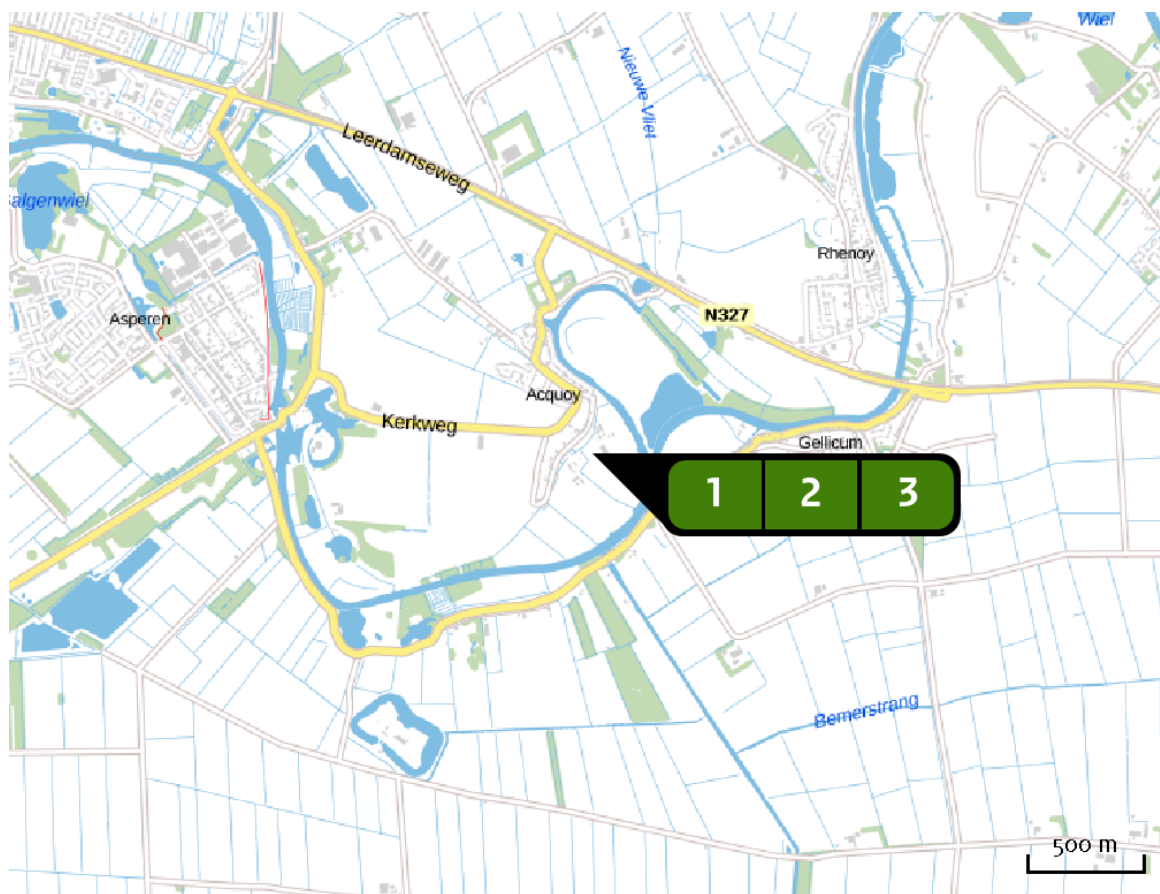 Wiel
Nieuwe-Vliet
Leerdamseweg
algenwiel
Rhenoy
N327
Asperen
Acquoy
Kerkweg
Gellicum
1 2 3
Bemerstrang
500 m